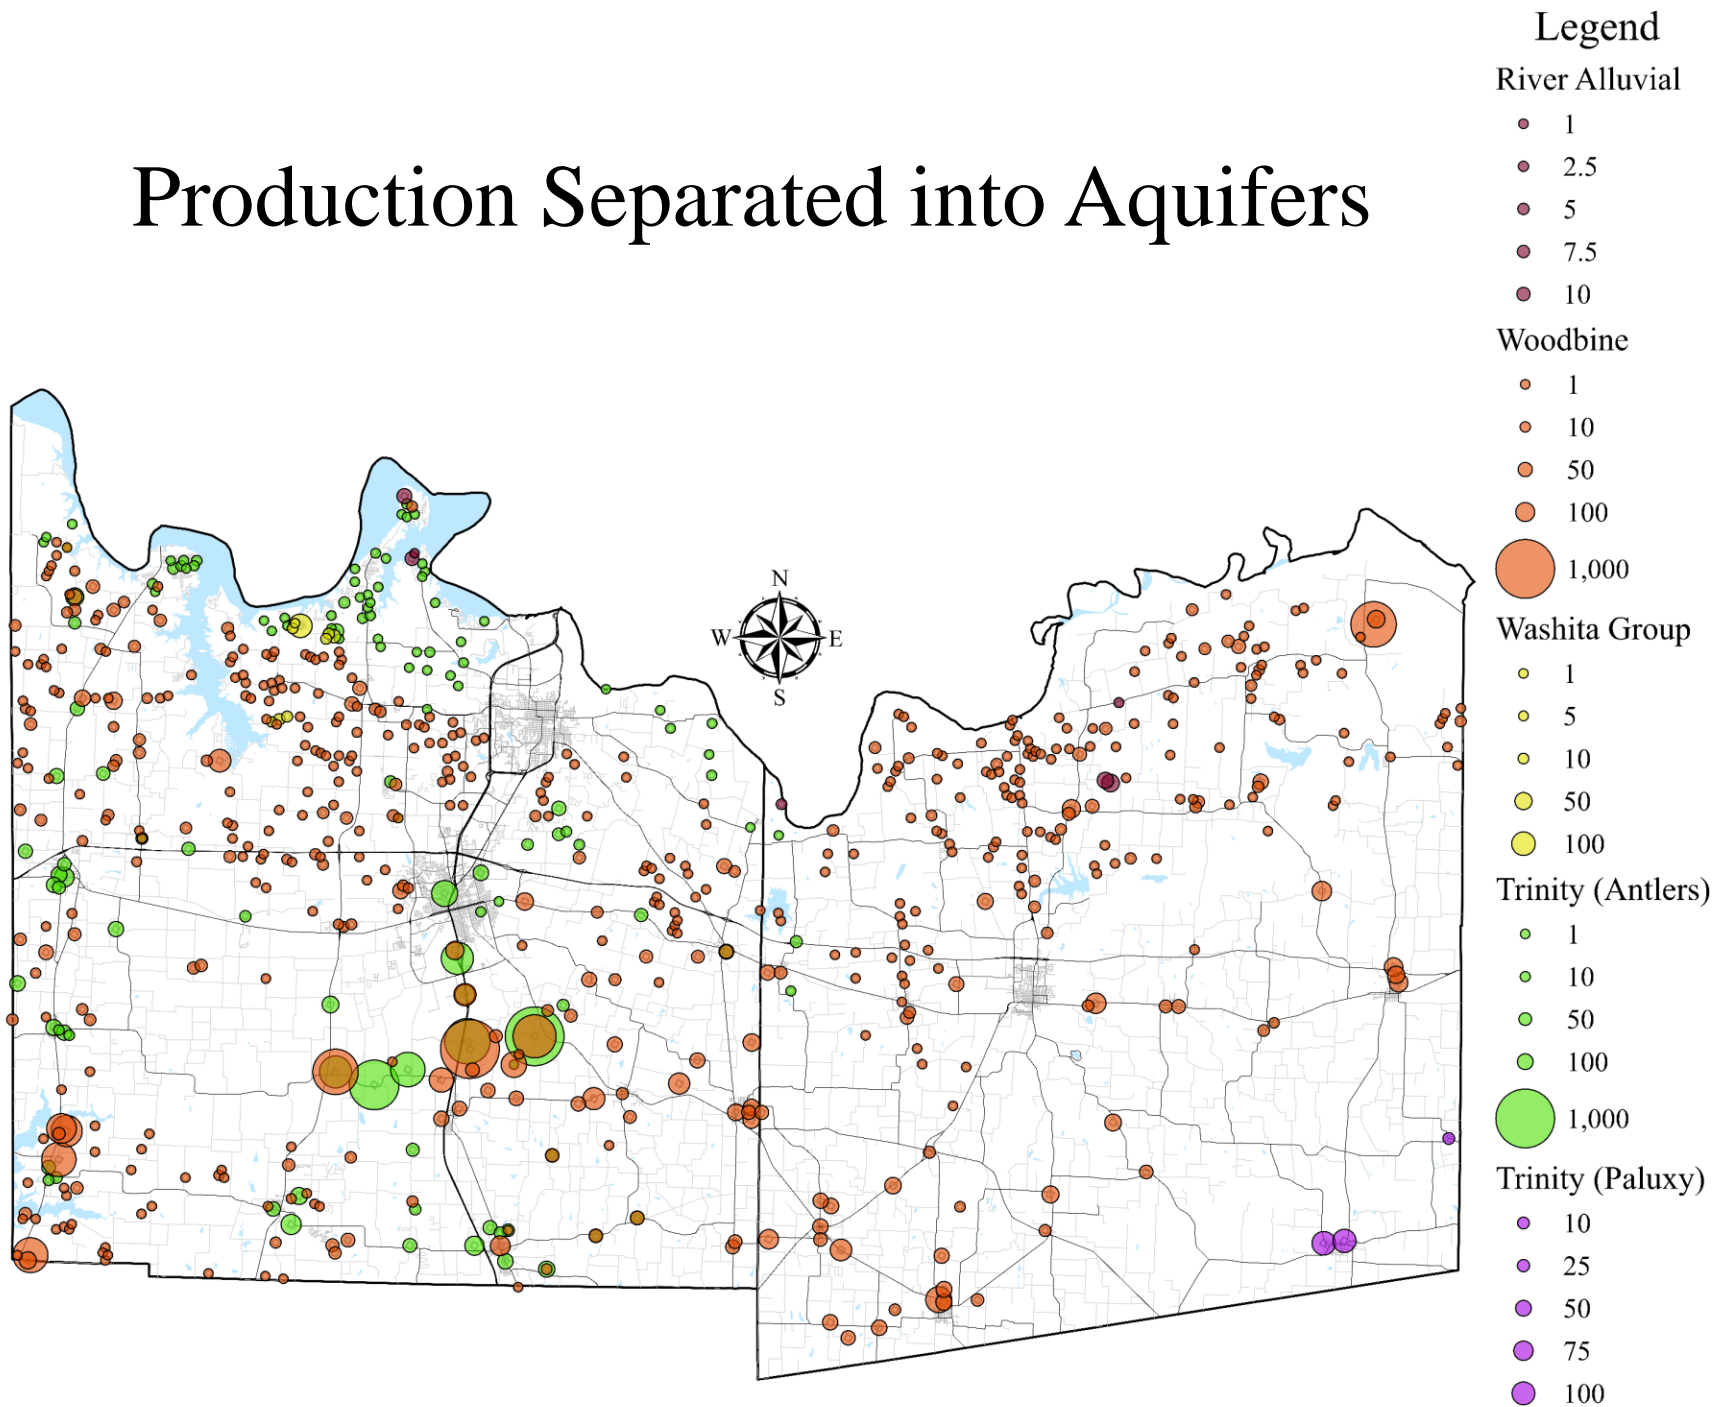 Production Separated into Aquifers
N
W E
S
Legend
River Alluvial
1
2.5
5
7.5
10
Woodbine
1
10
50
100
1,000
Washita Group
1
5
10
50
100
Trinity (Antlers)
1
10
50
100
1,000
Trinity (Paluxy)
10
25
50
75
100